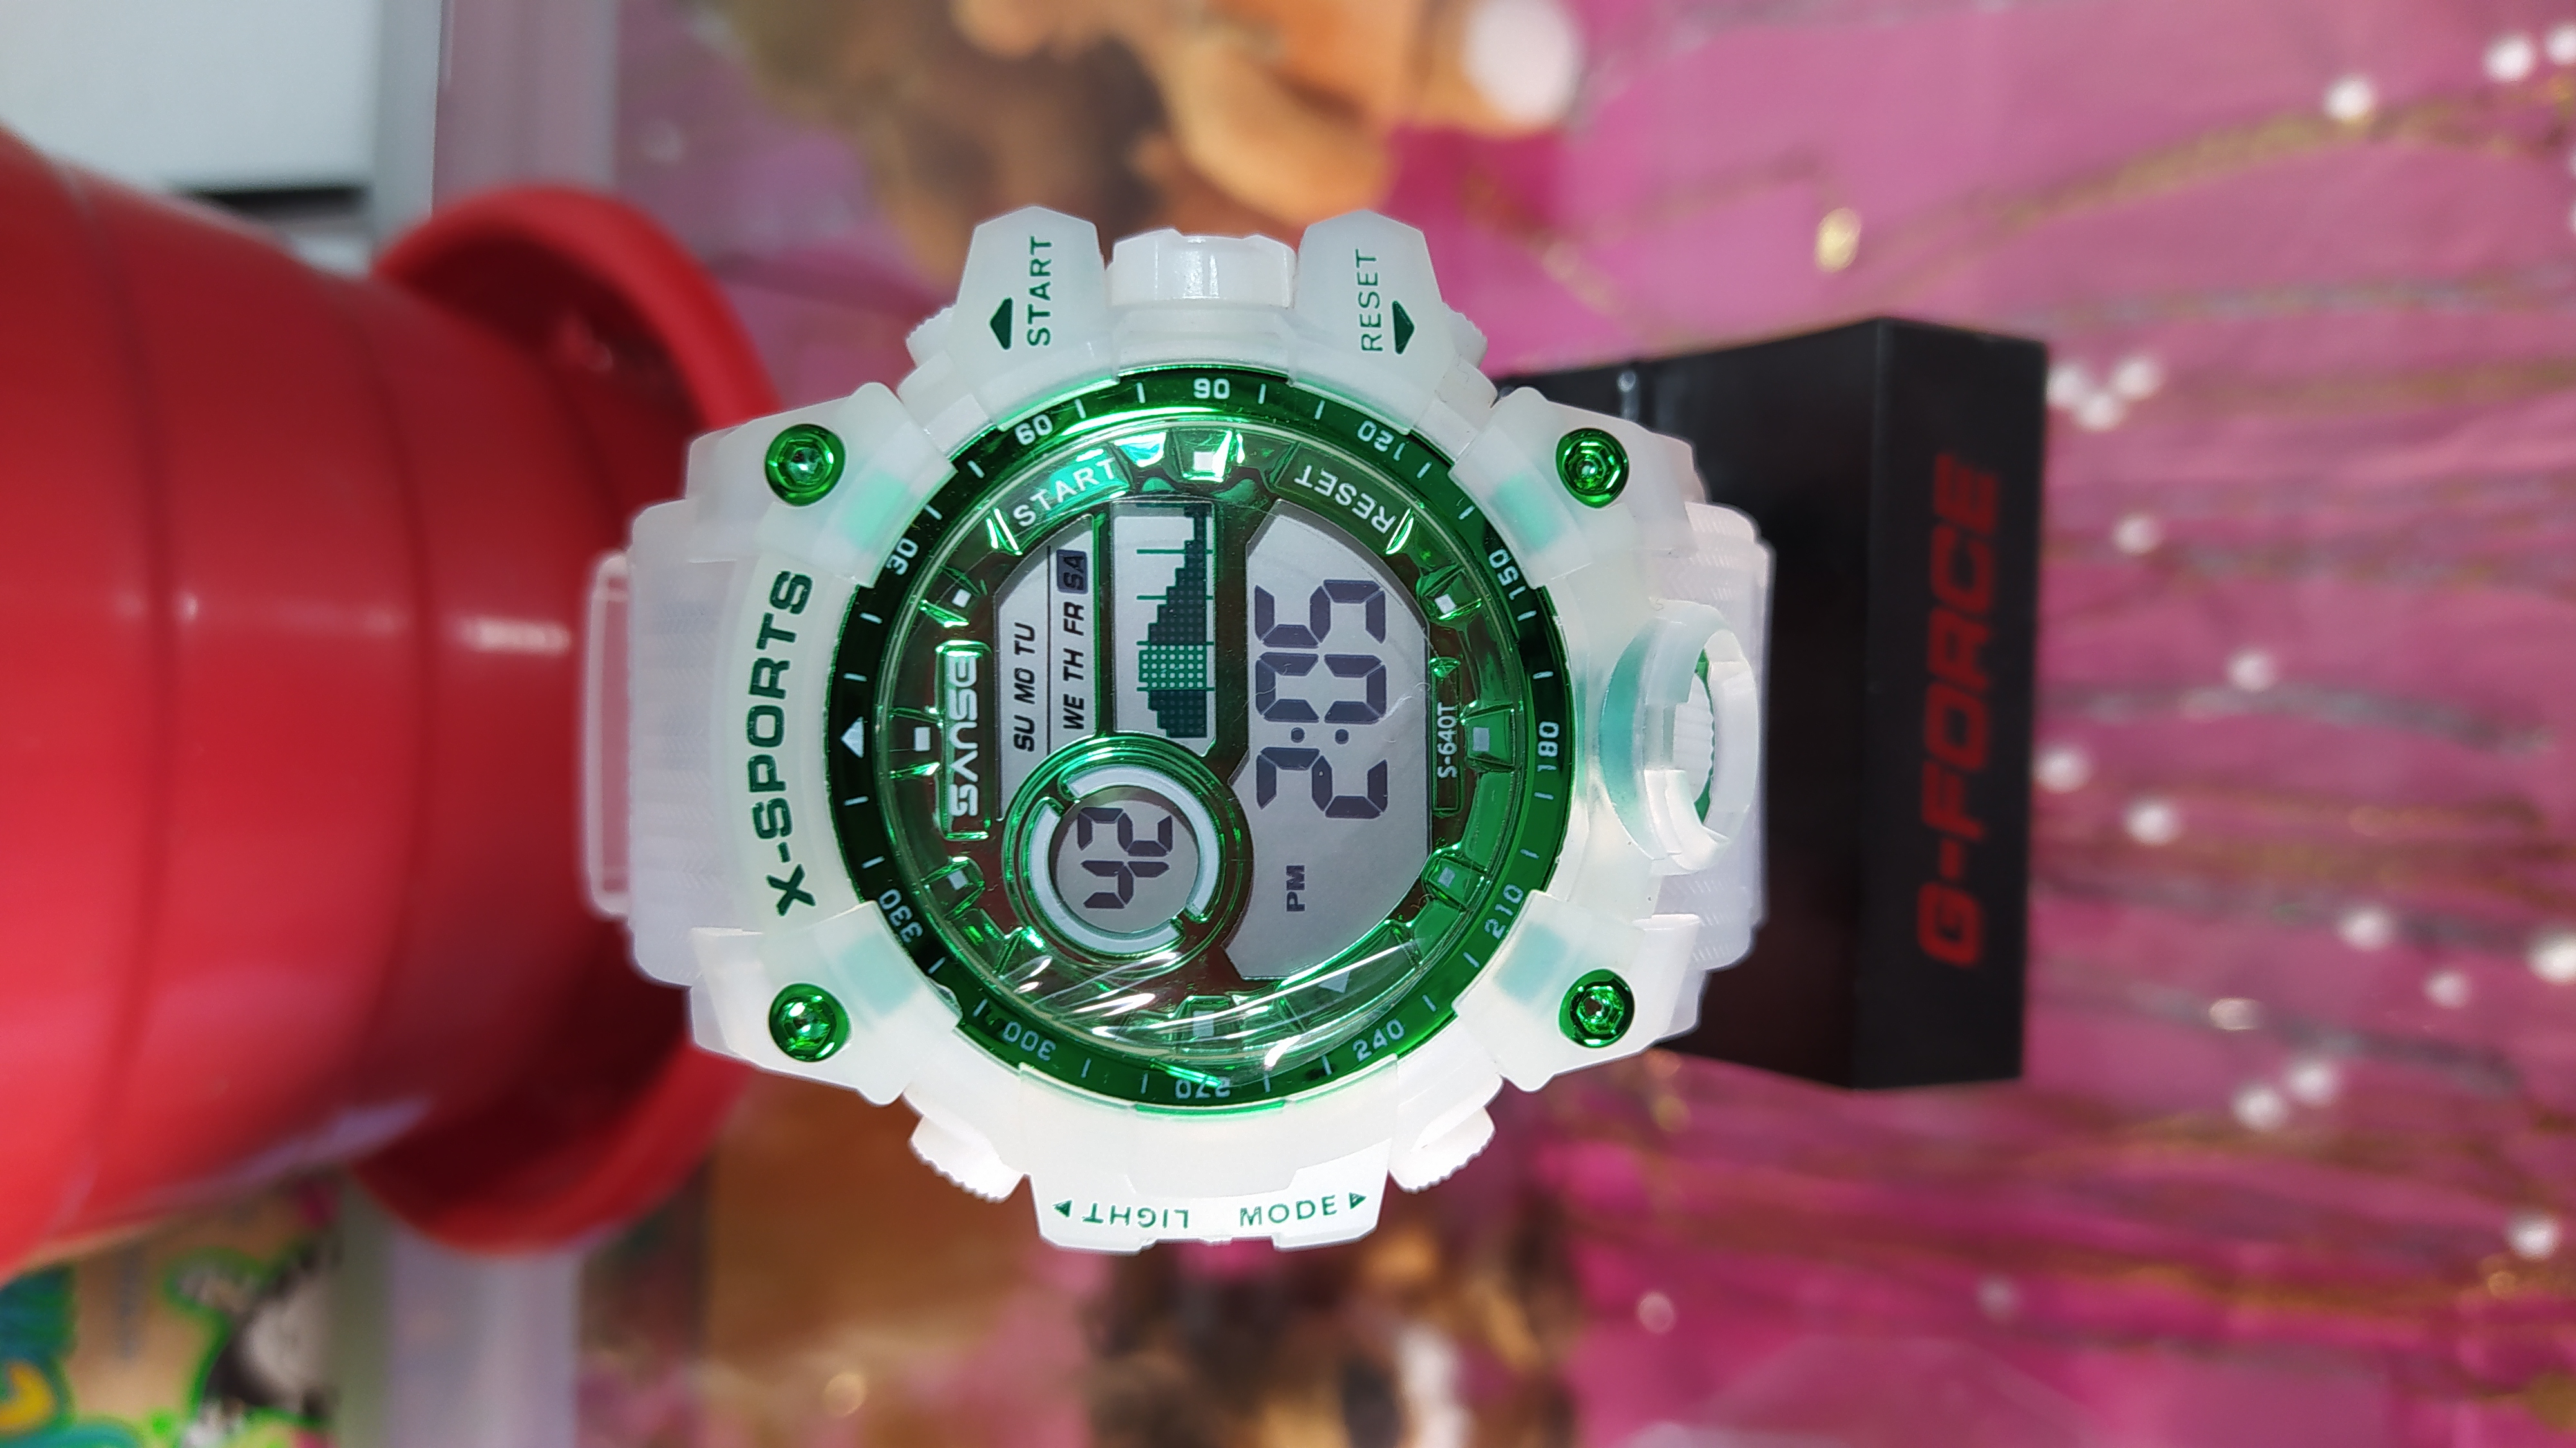 X-SPORTS
330
30
300
60
270
90
240
120
210
150
180
SANSE
SU MO TU
WE TH FR SA
START
START
LIGHT
MODE
42
PM 2:05
RESET
RESET
S-640T
G-FORCE